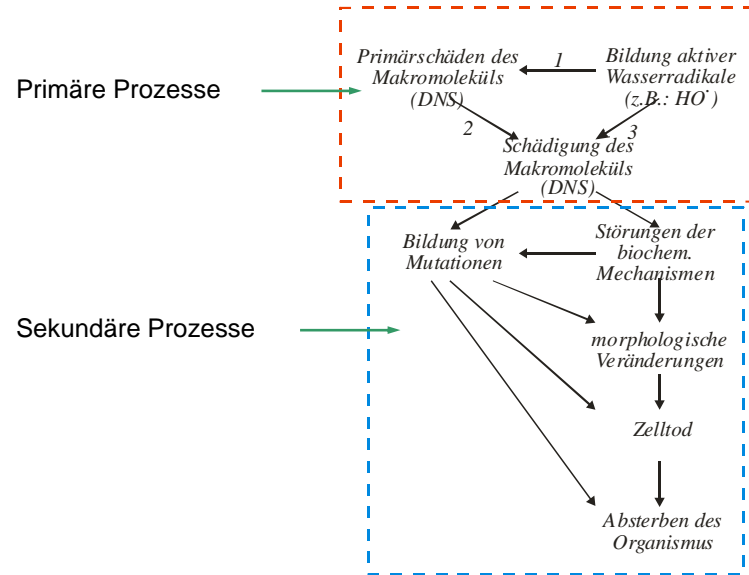 Primärschäden des
Makromoleküls
(DNS)
1
Bildung aktiver
Wasserradikale
(z.B.: HO˙)
Primäre Prozesse
2
3
Schädigung des
Makromoleküls
(DNS)
Bildung von
Mutationen
Störungen der
biochem.
Mechanismen
Sekundäre Prozesse
morphologische
Veränderungen
Zelltod
Absterben des
Organismus